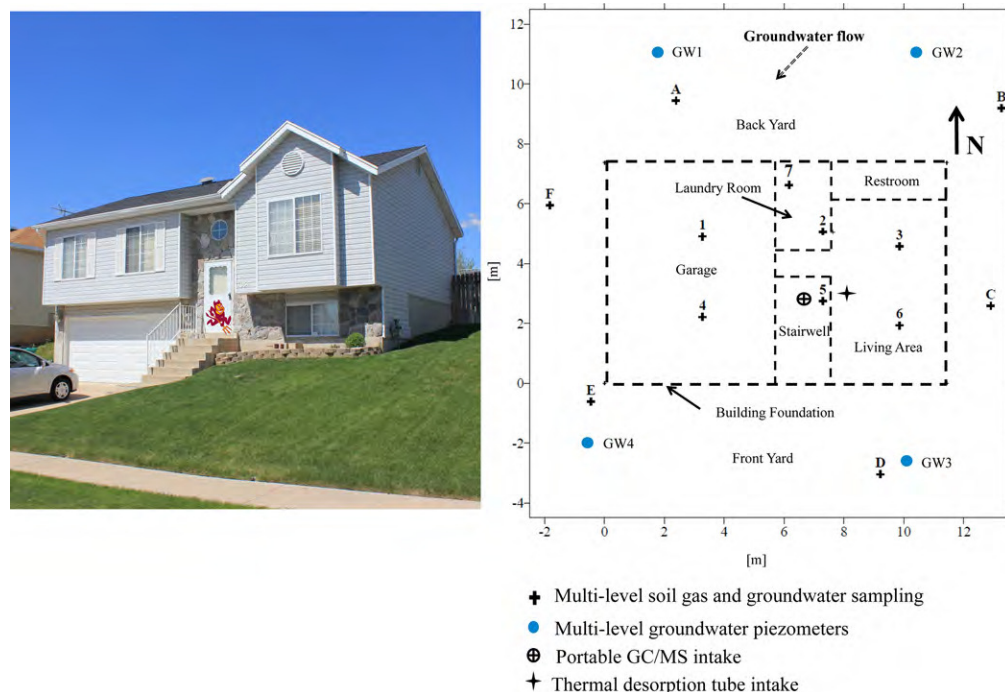 12
10
8
6
4
[m]
2
0
-2
-4
Groundwater flow
GW1
GW2
A
B
Back Yard
N
7
Restroom
Laundry Room
F
2
1
3
Garage
4
5
C
6
Stairwell
Living Area
E
Building Foundation
GW4
Front Yard
D
GW3
-2 0 2 4 6 8 10 12
[m]
Multi-level soil gas and groundwater sampling
Multi-level groundwater piezometers
Portable GC/MS intake
Thermal desorption tube intake